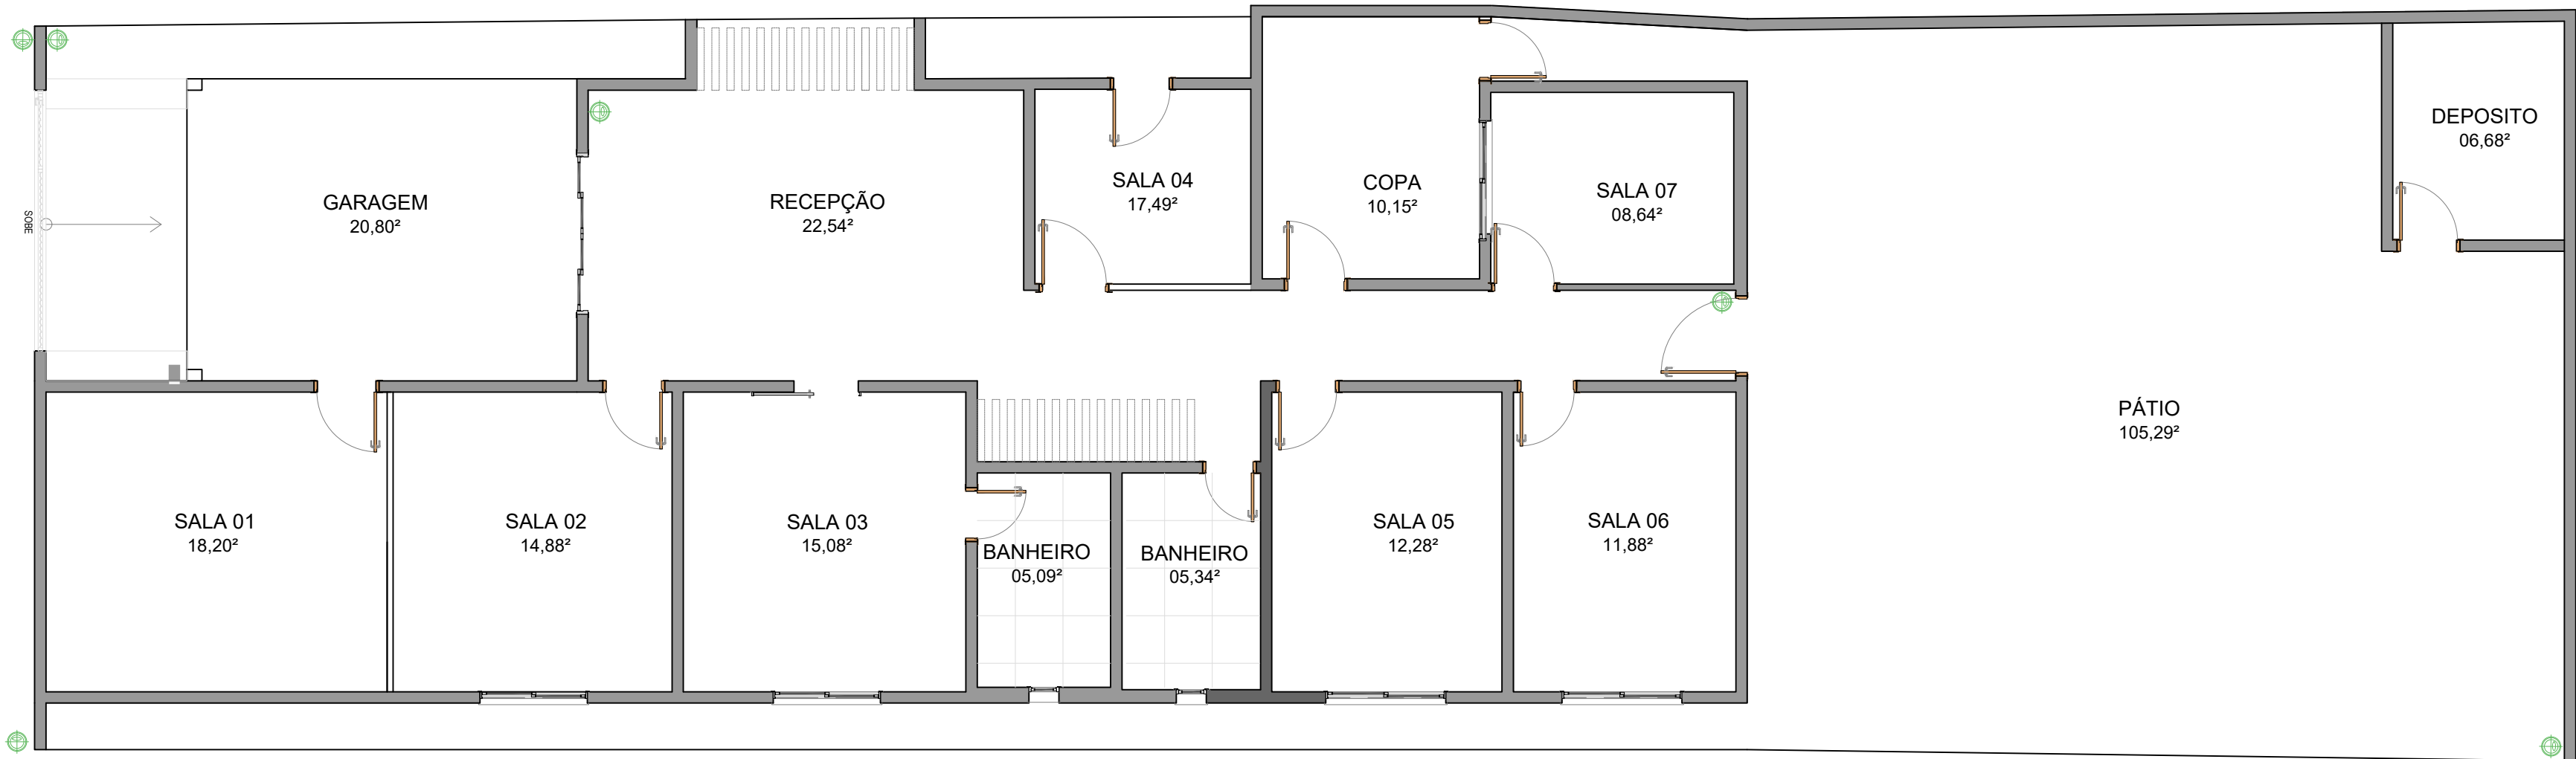 SOBE
GARAGEM
20,80²
RECEPÇÃO
22,54²
SALA 04
17,49²
COPA
10,15²
SALA 07
08,64²
DEPOSITO
06,68²
PÁTIO
105,29²
SALA 01
18,20²
SALA 02
14,88²
SALA 03
15,08²
BANHEIRO
05,09²
BANHEIRO
05,34²
SALA 05
12,28²
SALA 06
11,88²